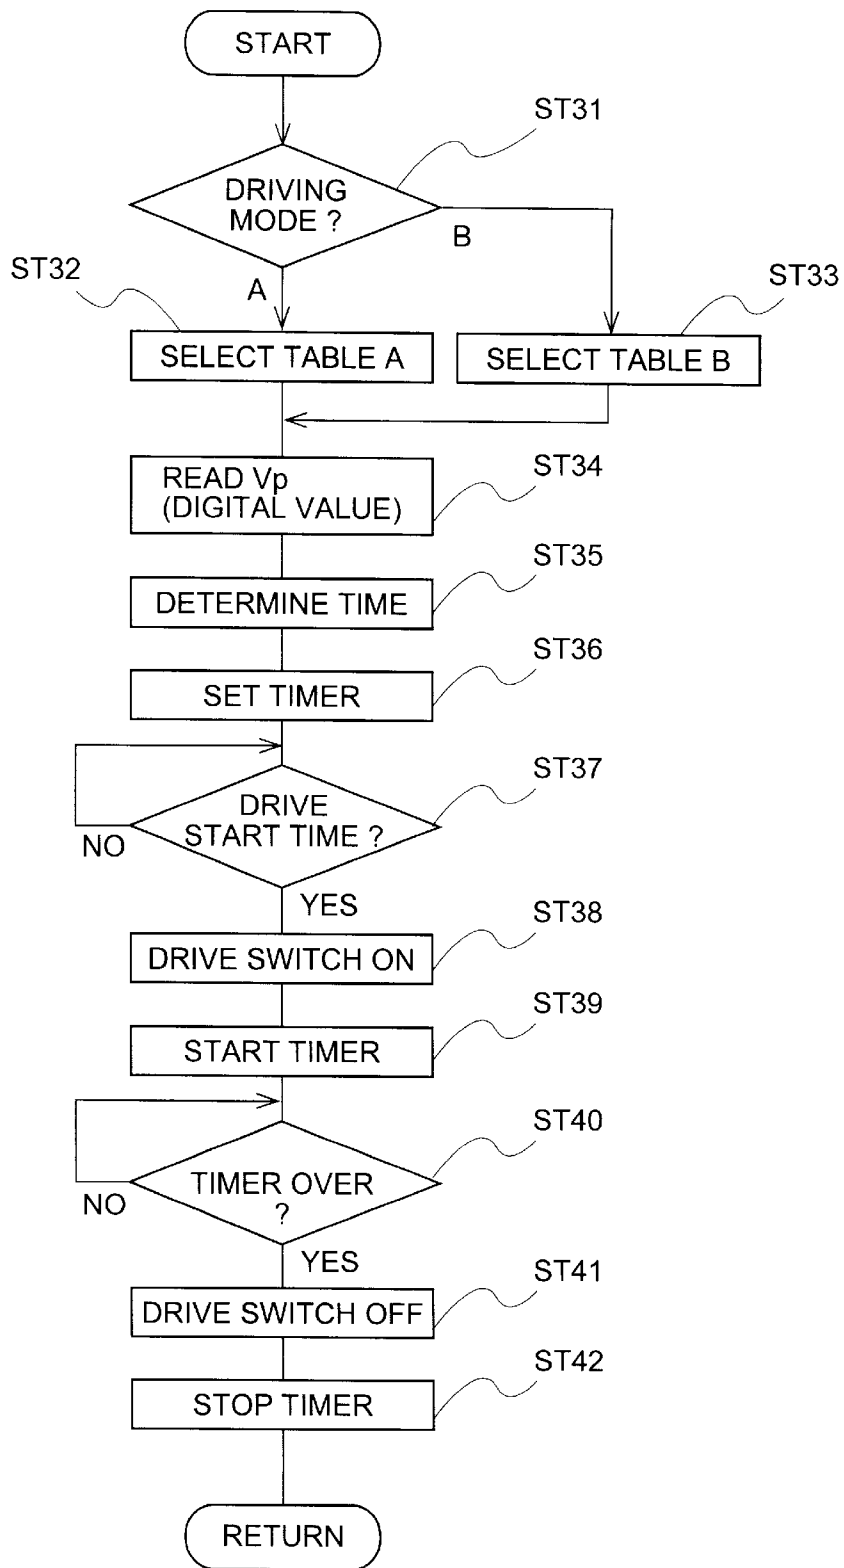 START
ST31
DRIVING
MODE ?
B
ST32
A
ST33
SELECT TABLE A
SELECT TABLE B
ST34
READ Vp
(DIGITAL VALUE)
ST35
DETERMINE TIME
ST36
SET TIMER
ST37
DRIVE
START TIME ?
NO
YES
ST38
DRIVE SWITCH ON
ST39
START TIMER
ST40
TIMER OVER
?
NO
YES
ST41
DRIVE SWITCH OFF
ST42
STOP TIMER
RETURN